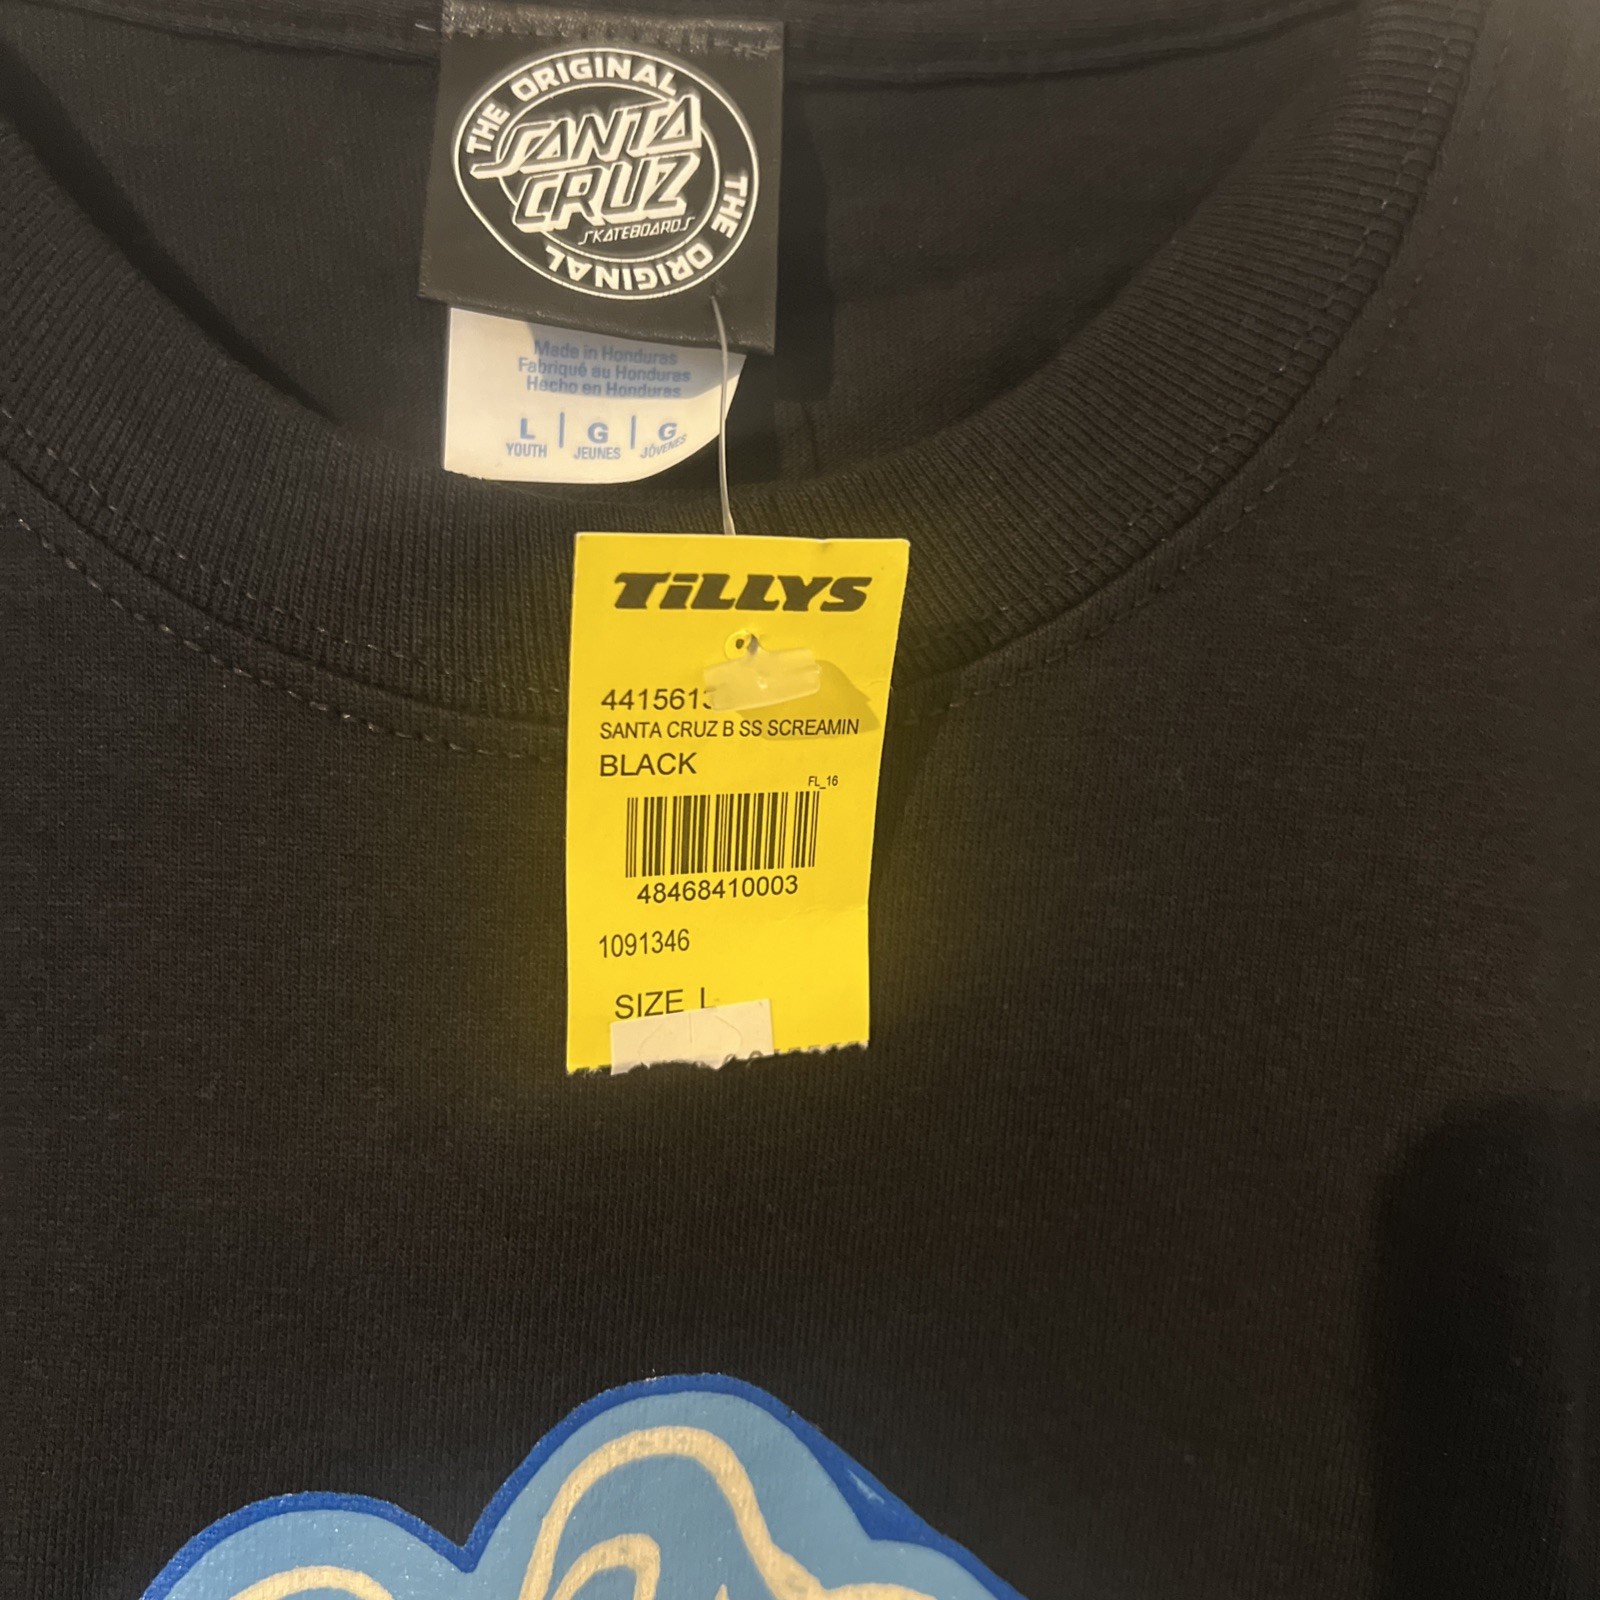 THE ORIGINAL
SANTA
CRUZ
SKATEBOARDS
THE ORIGINAL
Made in Honduras
Fabriqué au Honduras
Hecho en Honduras
L | G | G
YOUTH JEUNES JÓVENES
TiLLYS
441561
SANTA CRUZ B SS SCREAMIN
BLACK
FL_16
48468410003
1091346
SIZE L